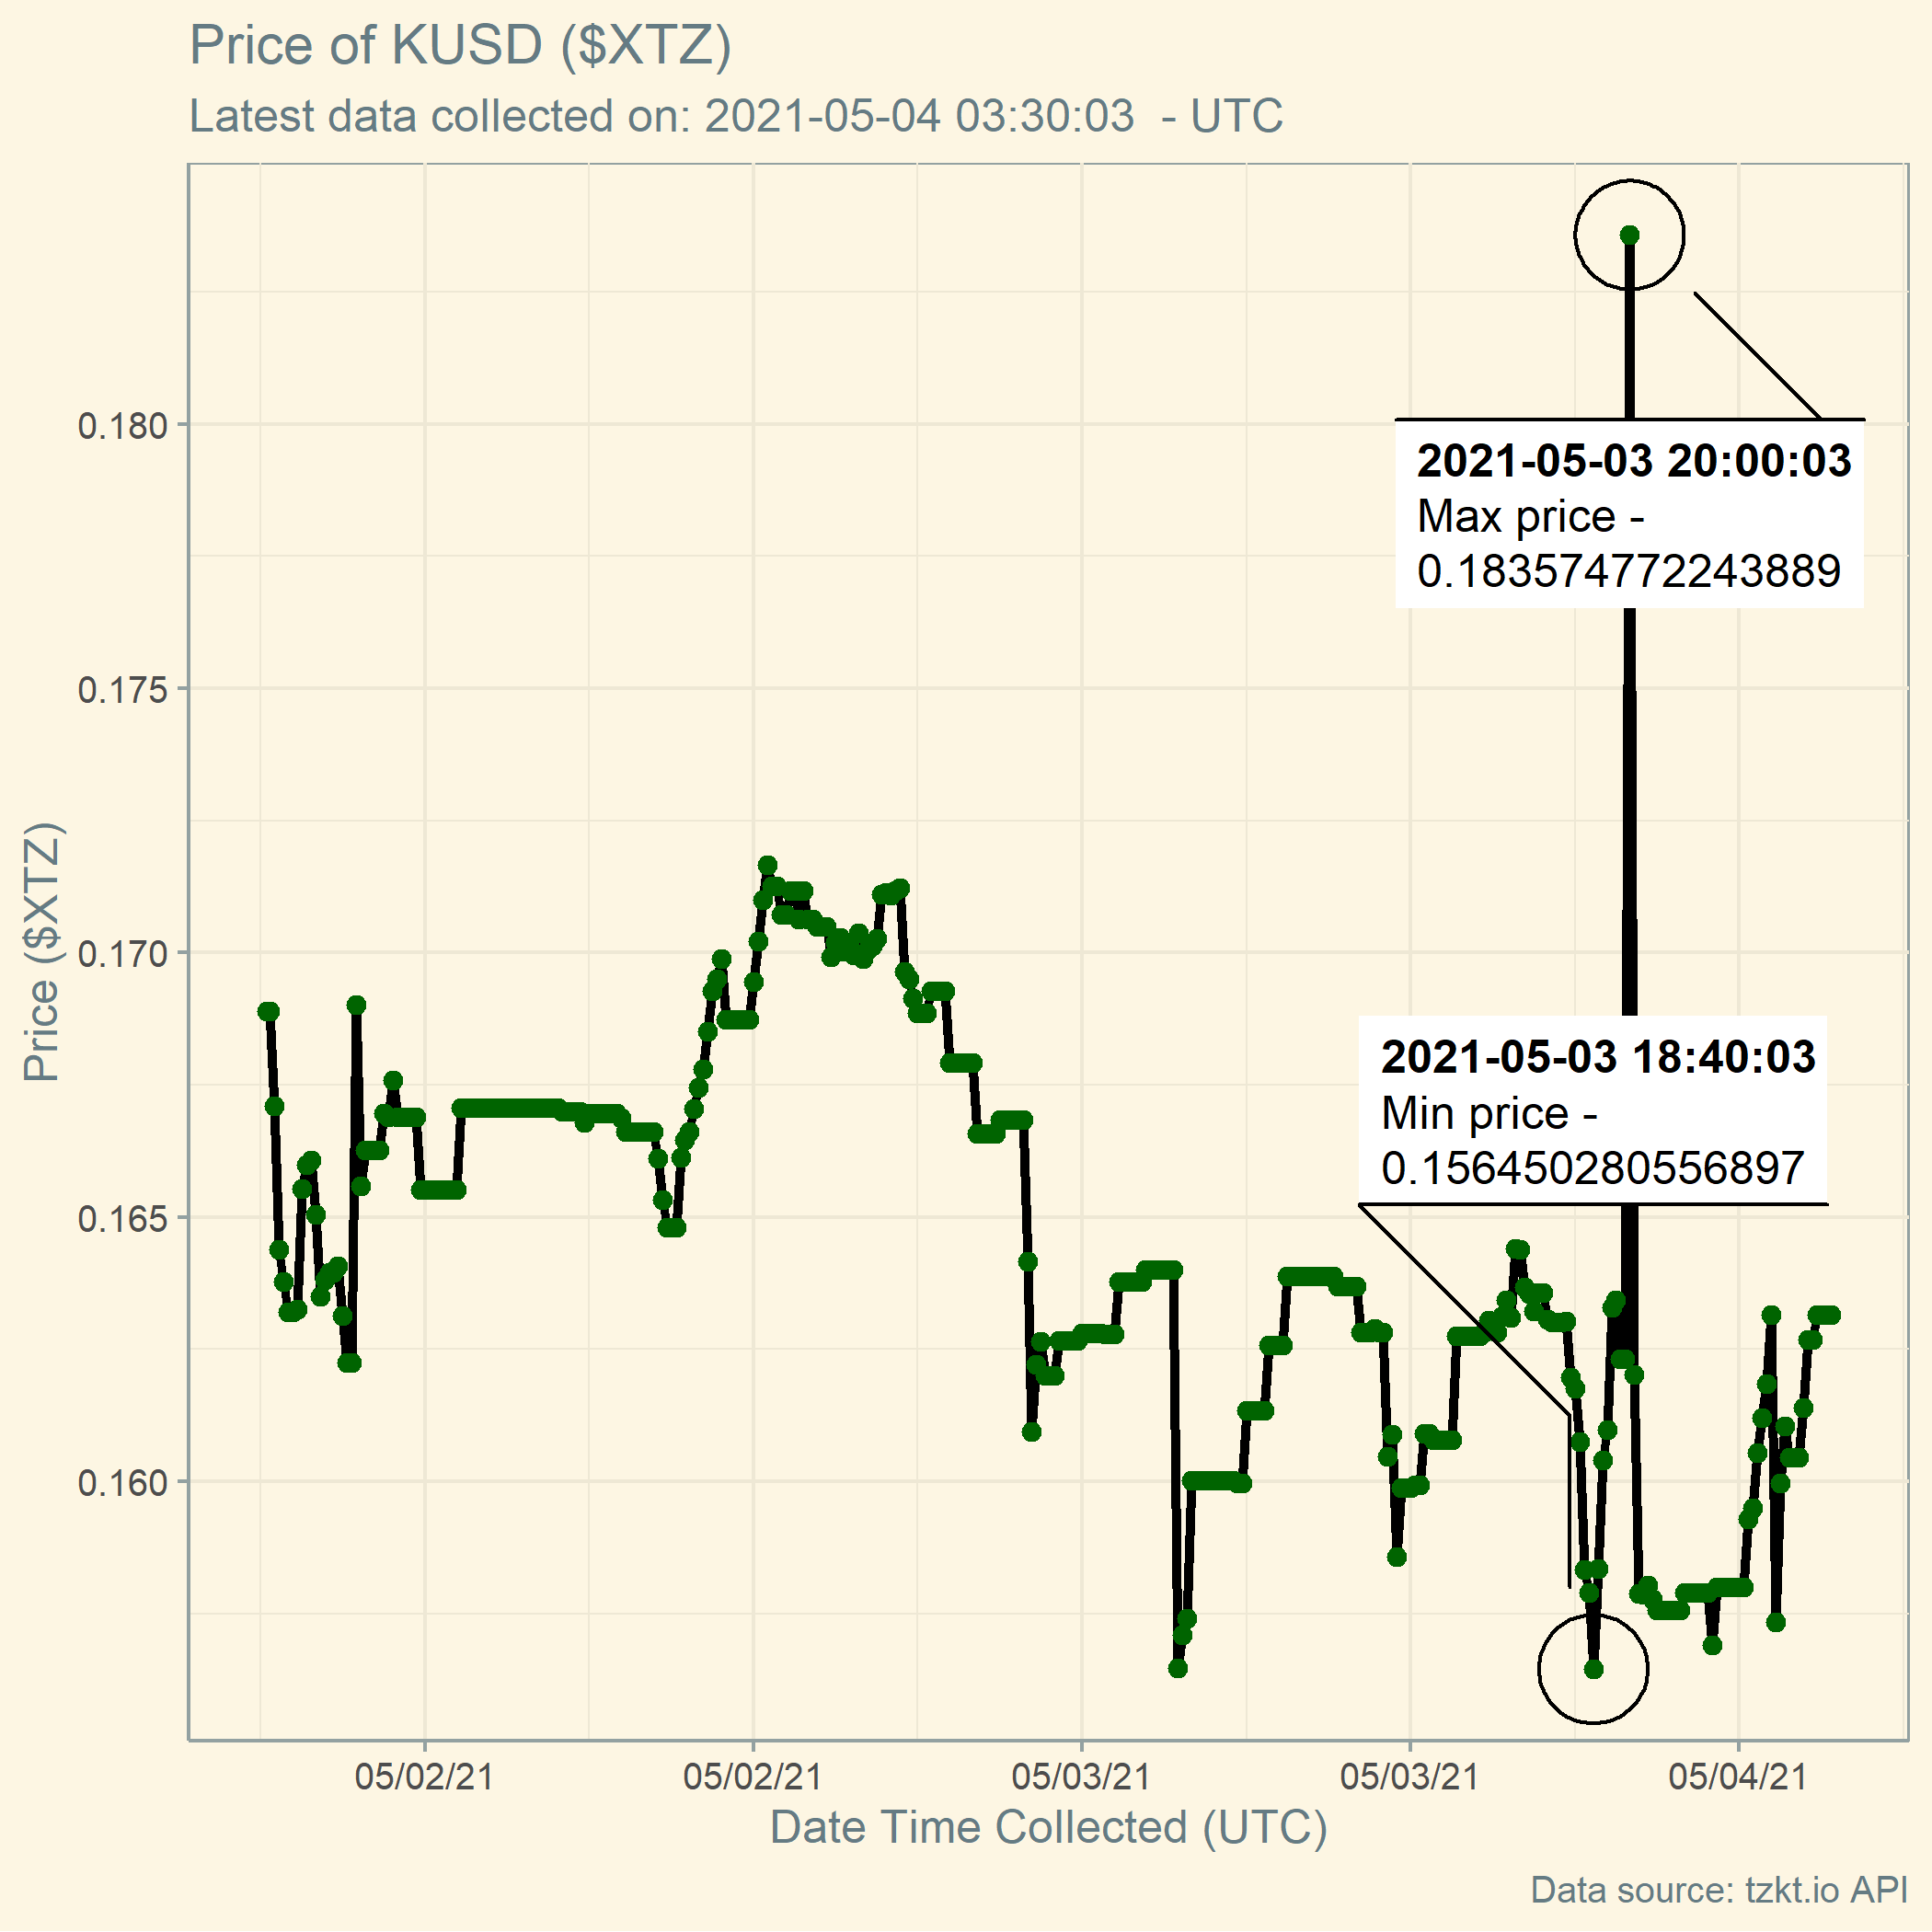 Price of KUSD ($XTZ)
Latest data collected on: 2021-05-04 03:30:03  - UTC
2021-05-03 20:00:03
Max price -
0.183574772243889
2021-05-03 18:40:03
Min price -
0.156450280556897
Price ($XTZ)
0.180
0.175
0.170
0.165
0.160
05/02/21
05/02/21
05/03/21
05/03/21
05/04/21
Date Time Collected (UTC)
Data source: tzkt.io API